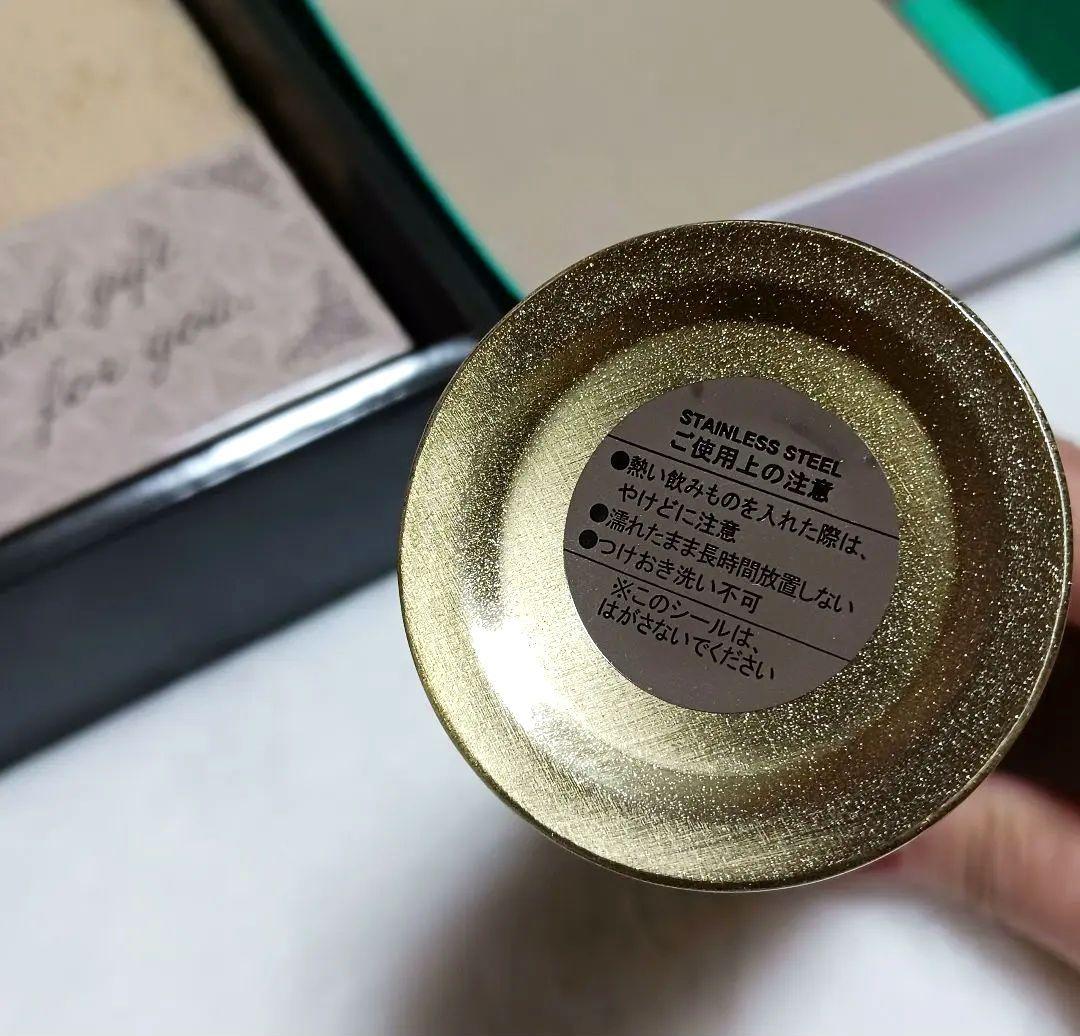 gift
for you.
STAINLESS STEEL
ご使用上の注意
●熱い飲みものを入れた際は、
やけどに注意
●濡れたまま長時間放置しない
●つけおき洗い不可
※このシールは、
はがさないでください